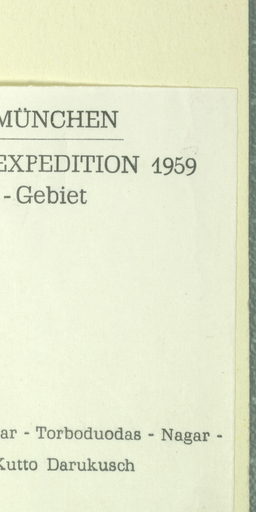 MÜNCHEN
EXPEDITION 1959
- Gebiet
ar - Torboduodas - Nagar -
Kutto Darukusch